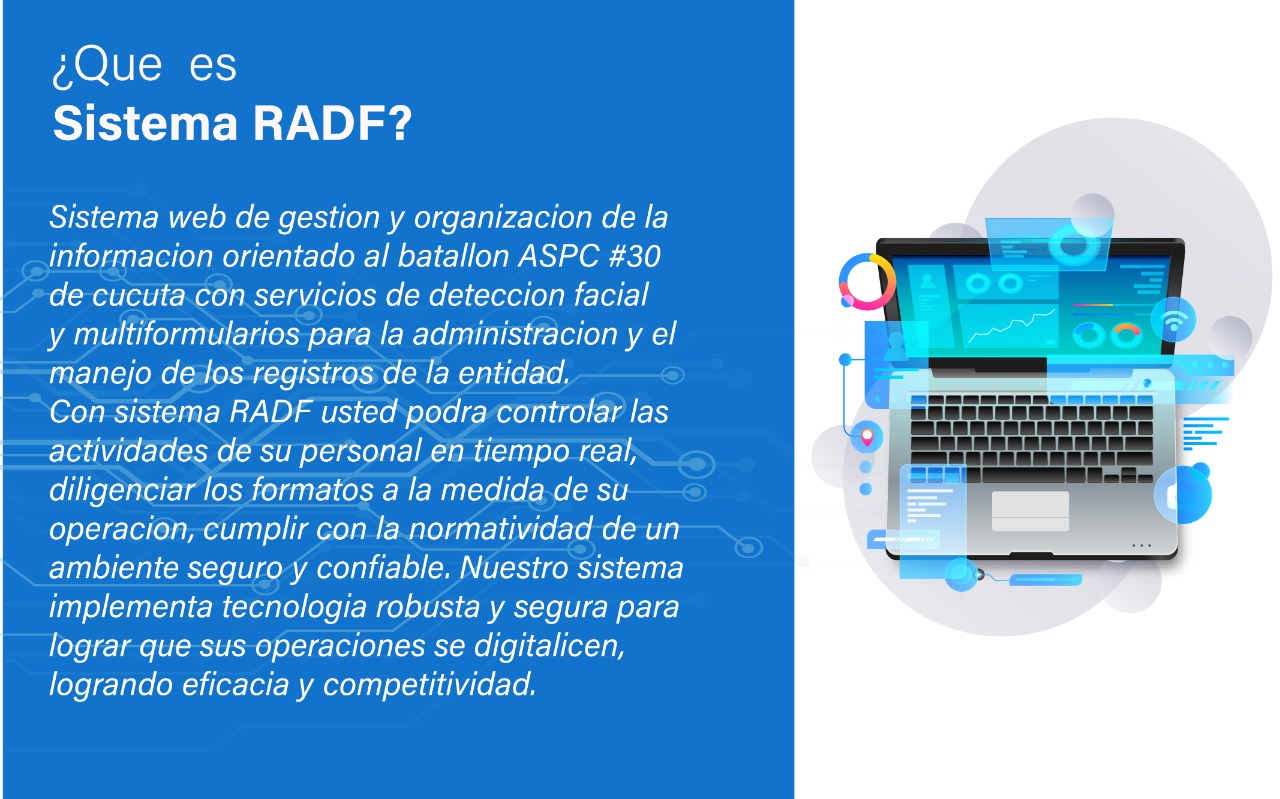 ¿Que es
Sistema RADF?
Sistema web de gestion y organizacion de la
informacion orientado al batallon ASPC #30
de cucuta con servicios de deteccion facial
y multiformularios para la administracion y el
manejo de los registros de la entidad.
Con sistema RADF usted podra controlar las
actividades de su personal en tiempo real,
diligenciar los formatos a la medida de su
operacion, cumplir con la normatividad de un
ambiente seguro y confiable. Nuestro sistema
implementa tecnologia robusta y segura para
lograr que sus operaciones se digitalicen,
logrando eficacia y competitividad.